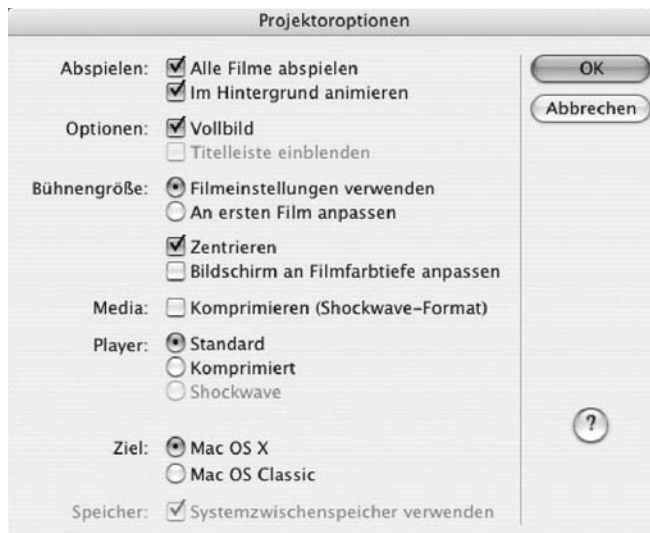 Projektoroptionen
Abspielen: Alle Filme abspielen
Im Hintergrund animieren
Optionen: Vollbild
Titelleiste einblenden
Bühnengröße: Filmeinstellungen verwenden
An ersten Film anpassen
Zentrieren
Bildschirm an Filmfarbtiefe anpassen
Media: Komprimieren (Shockwave-Format)
Player: Standard
Komprimiert
Shockwave
Ziel: Mac OS X
Mac OS Classic
Speicher: Systemzwischenspeicher verwenden
OK
Abbrechen
?